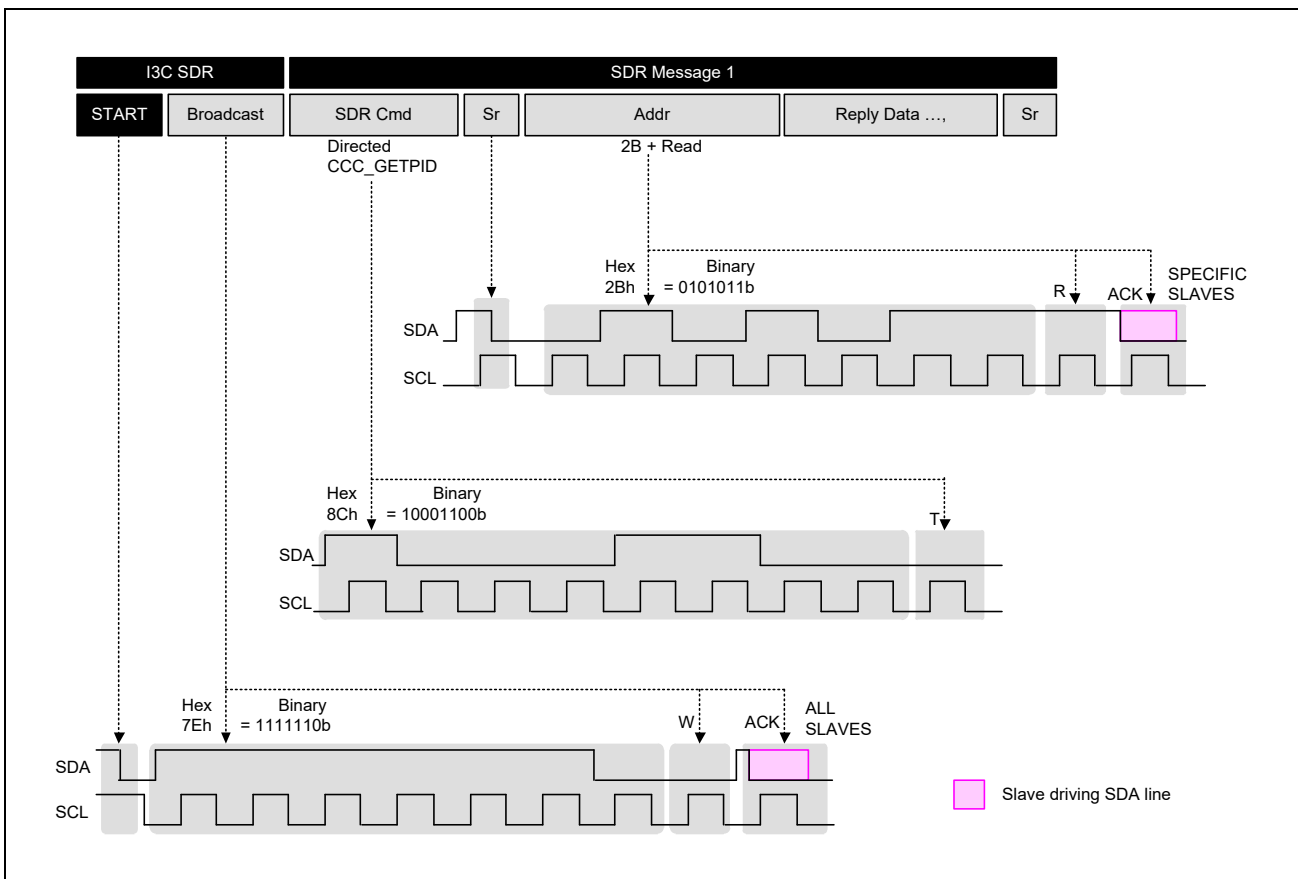 I3C SDR
SDR Message 1
START
Broadcast
SDR Cmd
Sr
Addr
Reply Data …,
Sr
Directed
CCC_GETPID
2B + Read
Hex
Binary
2Bh
= 0101011b
R
ACK
SPECIFIC
SLAVES
SDA
SCL
Hex
Binary
8Ch
= 10001100b
T
SDA
SCL
Hex
Binary
7Eh
= 1111110b
W
ACK
ALL
SLAVES
SDA
SCL
Slave driving SDA line